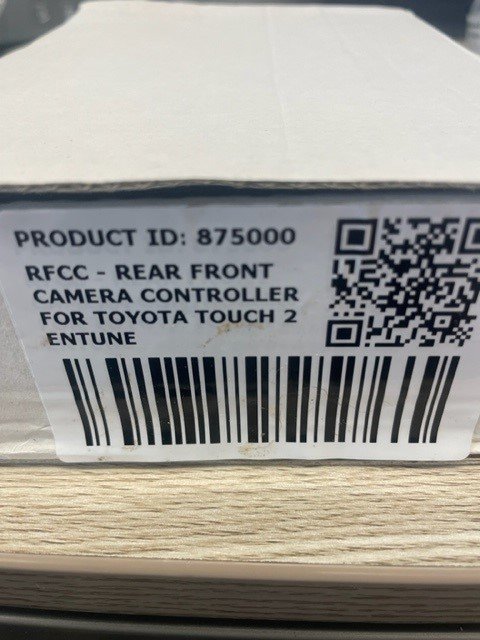 PRODUCT ID: 875000
RFCC - REAR FRONT
CAMERA CONTROLLER
FOR TOYOTA TOUCH 2
ENTUNE